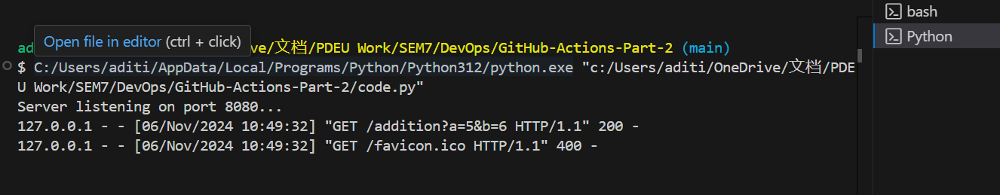 Open file in editor (ctrl + click)
ad ve/文档/PDEU Work/SEM7/DevOps/GitHub-Actions-Part-2 (main)
$ C:/Users/aditi/AppData/Local/Programs/Python/Python312/python.exe "c:/Users/aditi/OneDrive/文档/PDE
U Work/SEM7/DevOps/GitHub-Actions-Part-2/code.py"
Server listening on port 8080...
127.0.0.1 - - [06/Nov/2024 10:49:32] "GET /addition?a=5&b=6 HTTP/1.1" 200 -
127.0.0.1 - - [06/Nov/2024 10:49:32] "GET /favicon.ico HTTP/1.1" 400 -
bash
Python